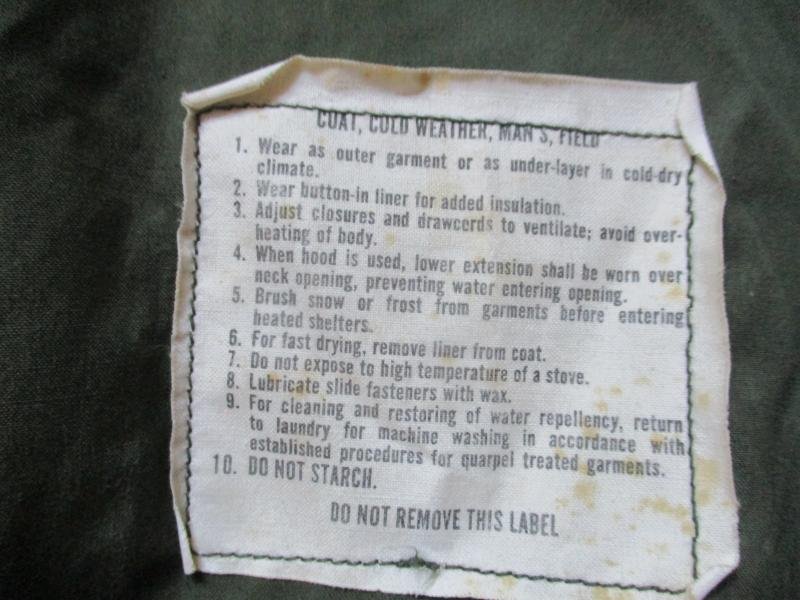 COAT, COLD WEATHER, MAN'S, FIELD
1. Wear as outer garment or as under-layer in cold-dry
climate.
2. Wear button-in liner for added insulation.
3. Adjust closures and drawcords to ventilate; avoid over-
heating of body.
4. When hood is used, lower extension shall be worn over
neck opening, preventing water entering opening.
5. Brush snow or frost from garments before entering
heated shelters.
6. For fast drying, remove liner from coat.
7. Do not expose to high temperature of a stove.
8. Lubricate slide fasteners with wax.
9. For cleaning and restoring of water repellency, return
to laundry for machine washing in accordance with
established procedures for quarpel treated garments.
10. DO NOT STARCH.
DO NOT REMOVE THIS LABEL